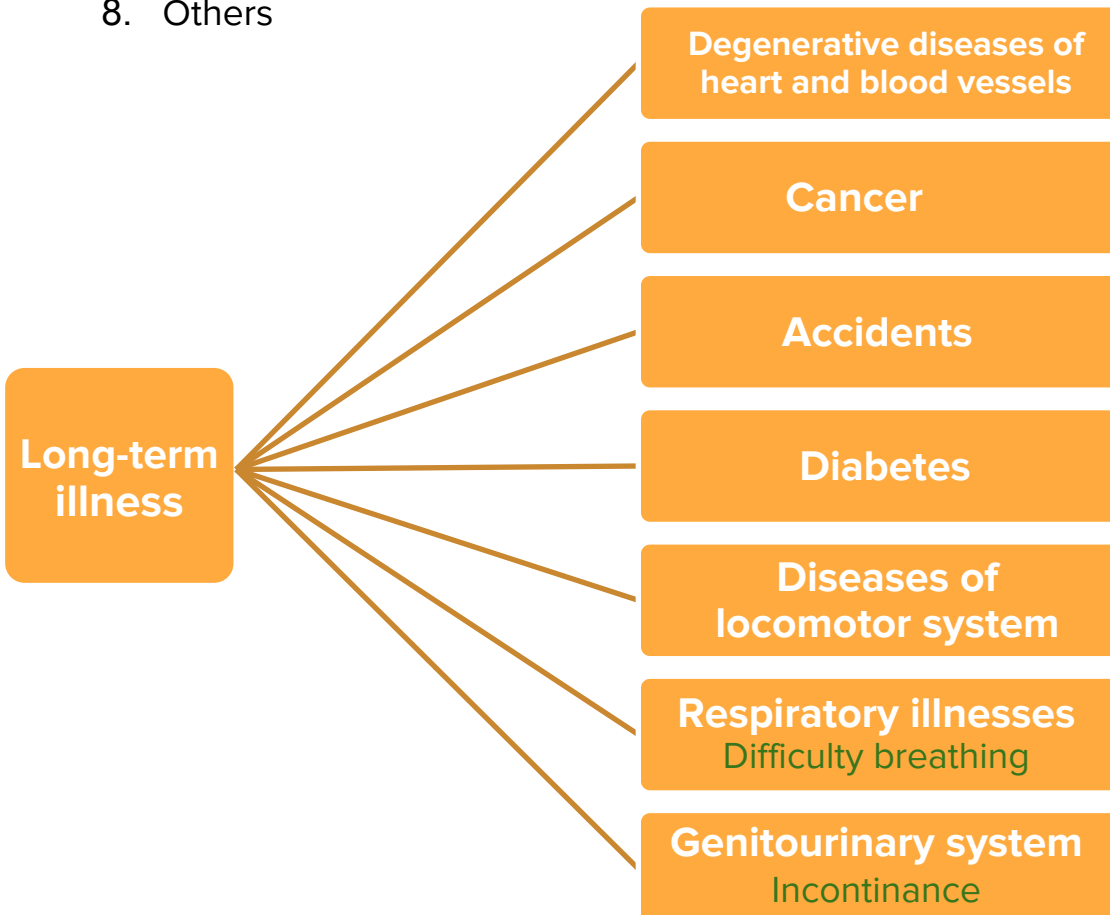 8. Others
Degenerative diseases of
heart and blood vessels
Cancer
Accidents
Long-term
illness
Diabetes
Diseases of
locomotor system
Respiratory illnesses
Difficulty breathing
Genitourinary system
Incontinance